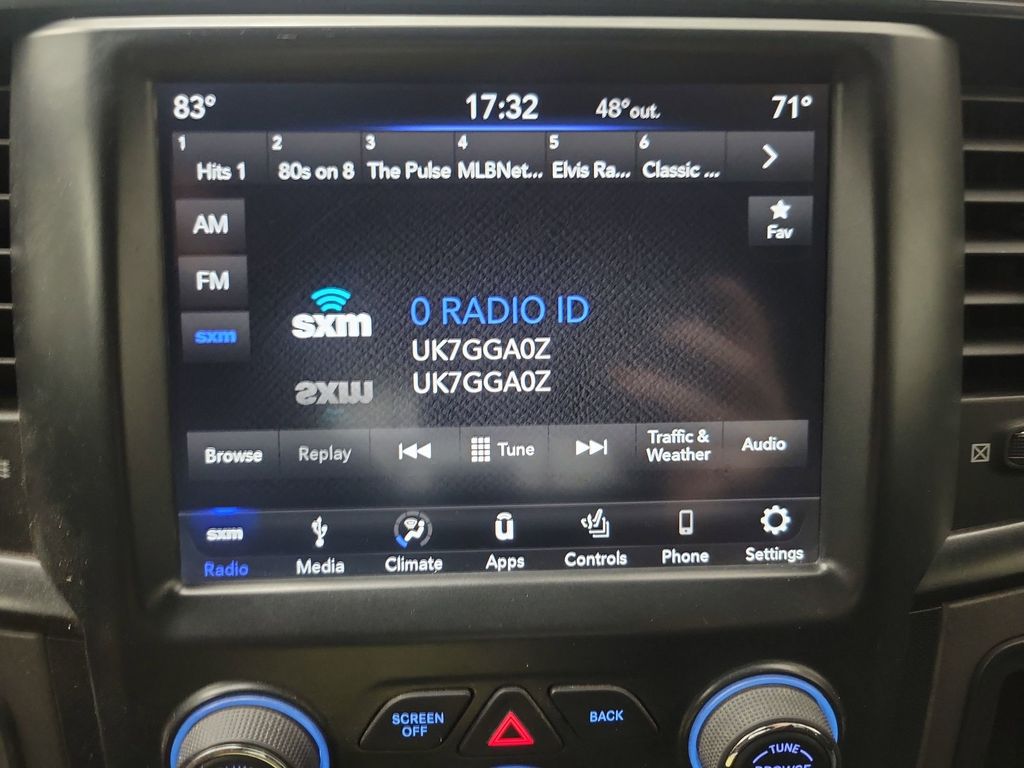 83° 17:32 48°out. 71°
1 2 3 4 5 6
Hits 1 80s on 8 The Pulse MLBNet... Elvis Ra... Classic ...
AM
Fav
FM
sxm
sxm
0 RADIO ID
UK7GGA0Z
UK7GGA0Z
sxm
Browse Replay Tune Traffic & Weather Audio
sxm
Radio Media Climate Apps Controls Phone Settings
SCREEN
OFF
BACK
TUNE
BROWSE